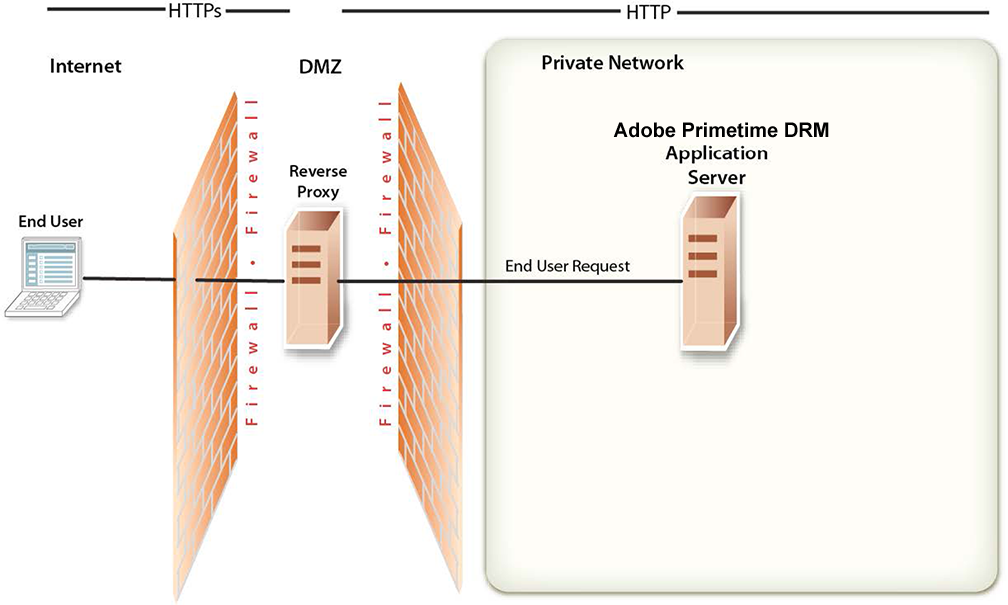 HTTPs
HTTP
Internet
DMZ
Private Network
Firewall • Firewall
Firewall • Firewall
Adobe Primetime DRM
Application
Server
Reverse
Proxy
End User
End User Request